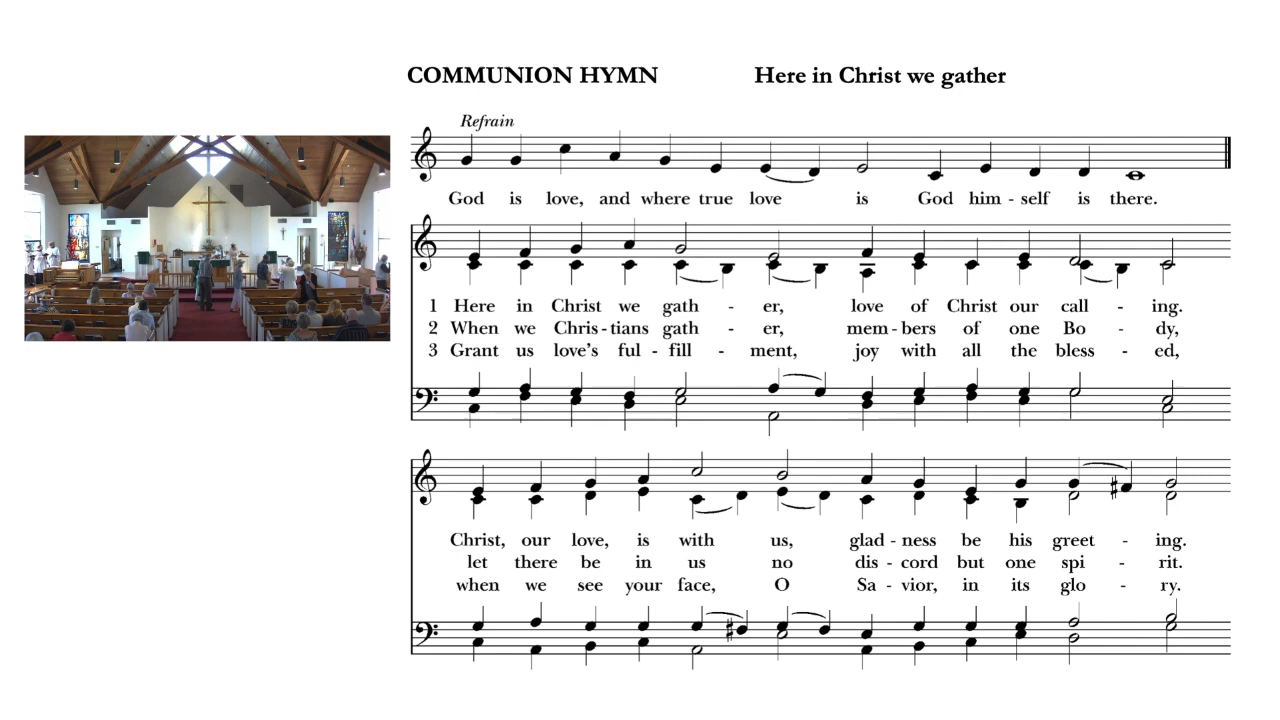 COMMUNION HYMN Here in Christ we gather
Refrain
God is love, and where true love is God him - self is there.
1 Here in Christ we gath - er, love of Christ our call - ing.
2 When we Chris - tians gath - er, mem - bers of one Bo - dy,
3 Grant us love's ful - fill - ment, joy with all the bless - ed,
Christ, our love, is with us, glad - ness be his greet - ing.
let there be in us no dis - cord but one spi - rit.
when we see your face, O Sa - vior, in its glo - ry.